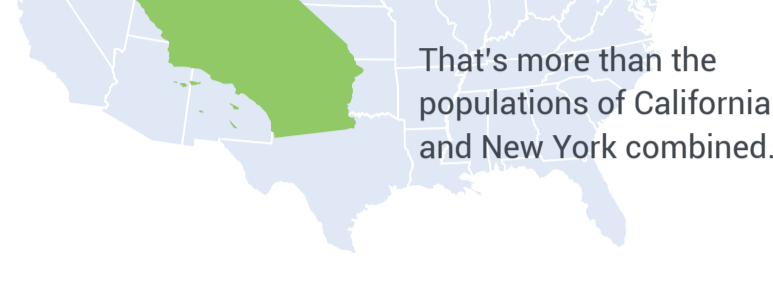 That's more than the
populations of California
and New York combined.